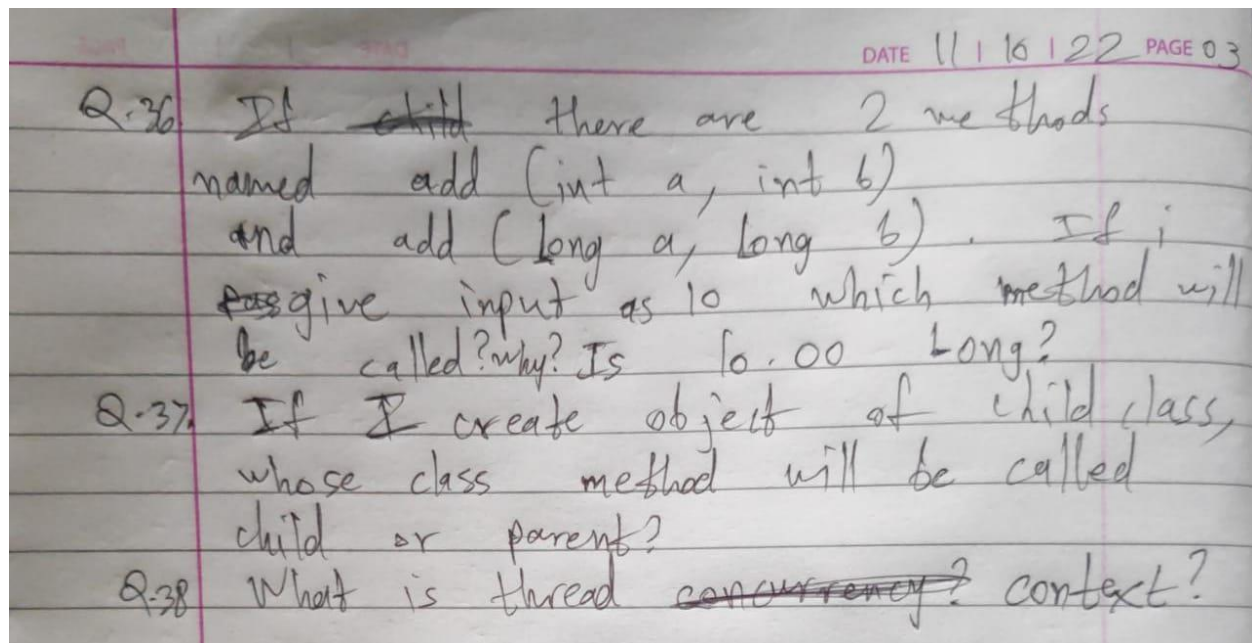 DATE 11 | 10 | 22 PAGE 03
Q.36 If there are 2 methods
named add (int a, int b)
and add (Long a, Long b). If i
give input as 10 which method will
be called? why? Is 10.00 Long?
Q.37 If I create object of child class,
whose class method will be called
child or parent?
Q.38 What is thread context?